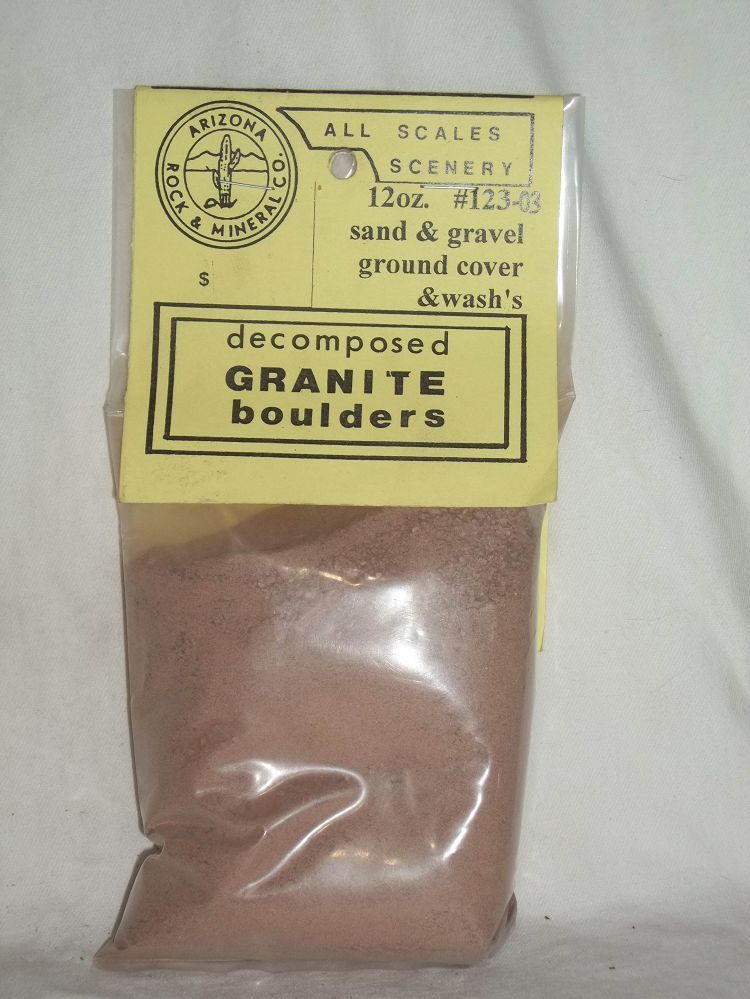 ARIZONA
ROCK & MINERAL CO.
ALL SCALES
SCENERY
12oz. #123-03
sand & gravel
ground cover
&wash's
$
decomposed
GRANITE
boulders